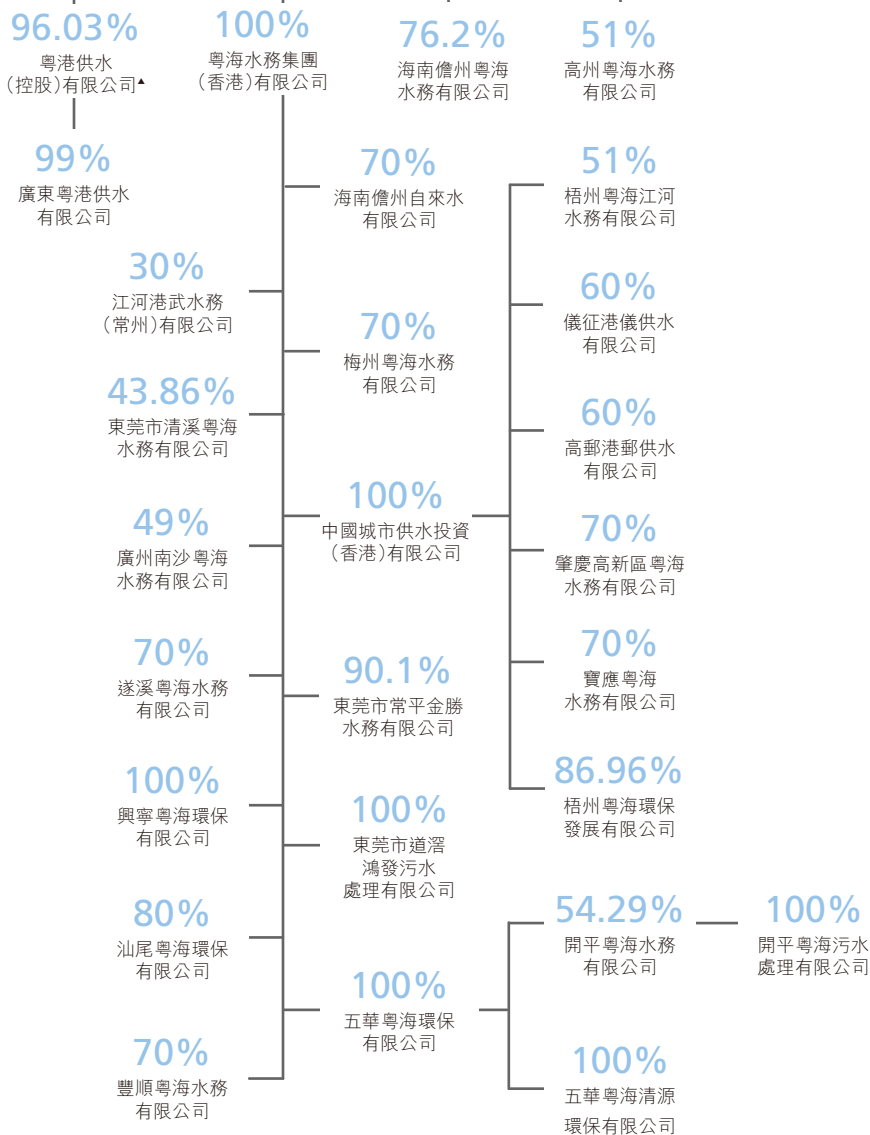 96.03%
粵港供水
（控股）有限公司▲
99%
廣東粵港供水
有限公司
100%
粵海水務集團
（香港）有限公司
30%
江河港武水務
（常州）有限公司
43.86%
東莞市清溪粵海
水務有限公司
49%
廣州南沙粵海
水務有限公司
70%
遂溪粵海水務
有限公司
100%
興寧粵海環保
有限公司
80%
汕尾粵海環保
有限公司
70%
豐順粵海水務
有限公司
70%
海南儋州自來水
有限公司
70%
梅州粵海水務
有限公司
100%
中國城市供水投資
（香港）有限公司
90.1%
東莞市常平金勝
水務有限公司
100%
東莞市道滘
鴻發污水
處理有限公司
100%
五華粵海環保
有限公司
76.2%
海南儋州粵海
水務有限公司
51%
高州粵海水務
有限公司
51%
梧州粵海江河
水務有限公司
60%
儀征港儀供水
有限公司
60%
高郵港郵供水
有限公司
70%
肇慶高新區粵海
水務有限公司
70%
寶應粵海
水務有限公司
86.96%
梧州粵海環保
發展有限公司
54.29%
開平粵海水務
有限公司
100%
開平粵海污水
處理有限公司
100%
五華粵海清源
環保有限公司